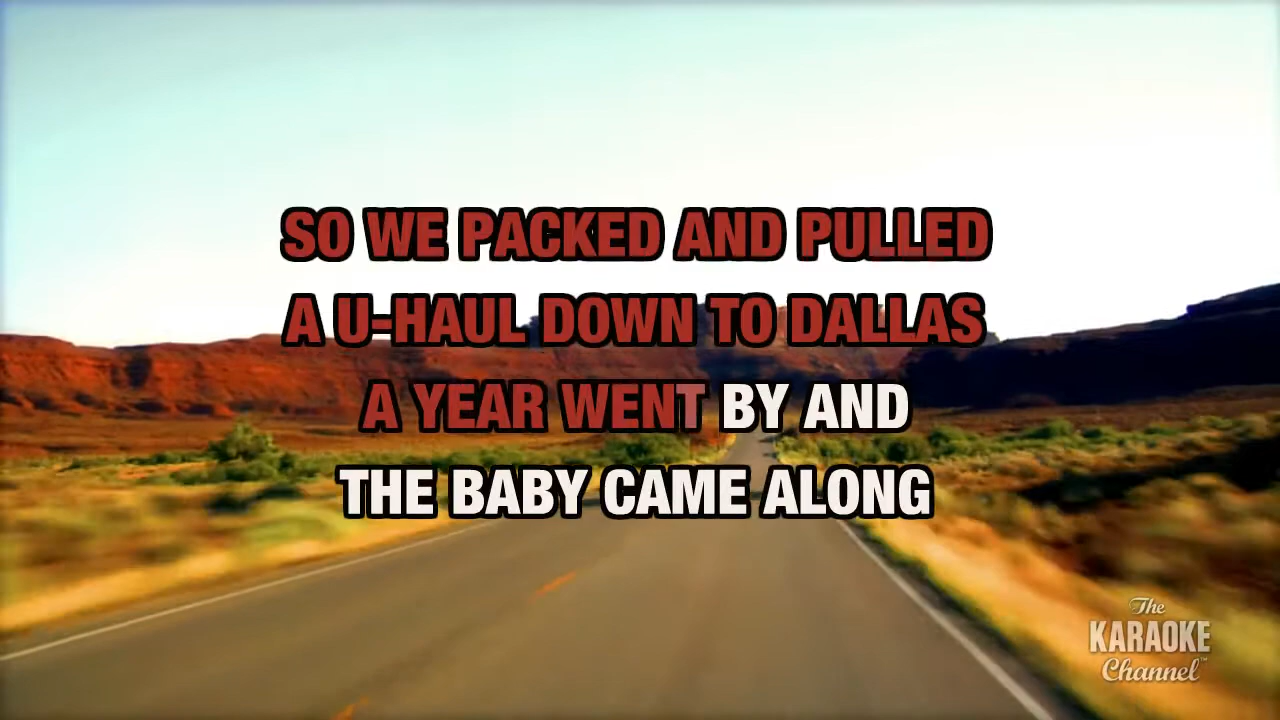 SO WE PACKED AND PULLED
A U-HAUL DOWN TO DALLAS
A YEAR WENT BY AND
THE BABY CAME ALONG
The
KARAOKE
Channel™